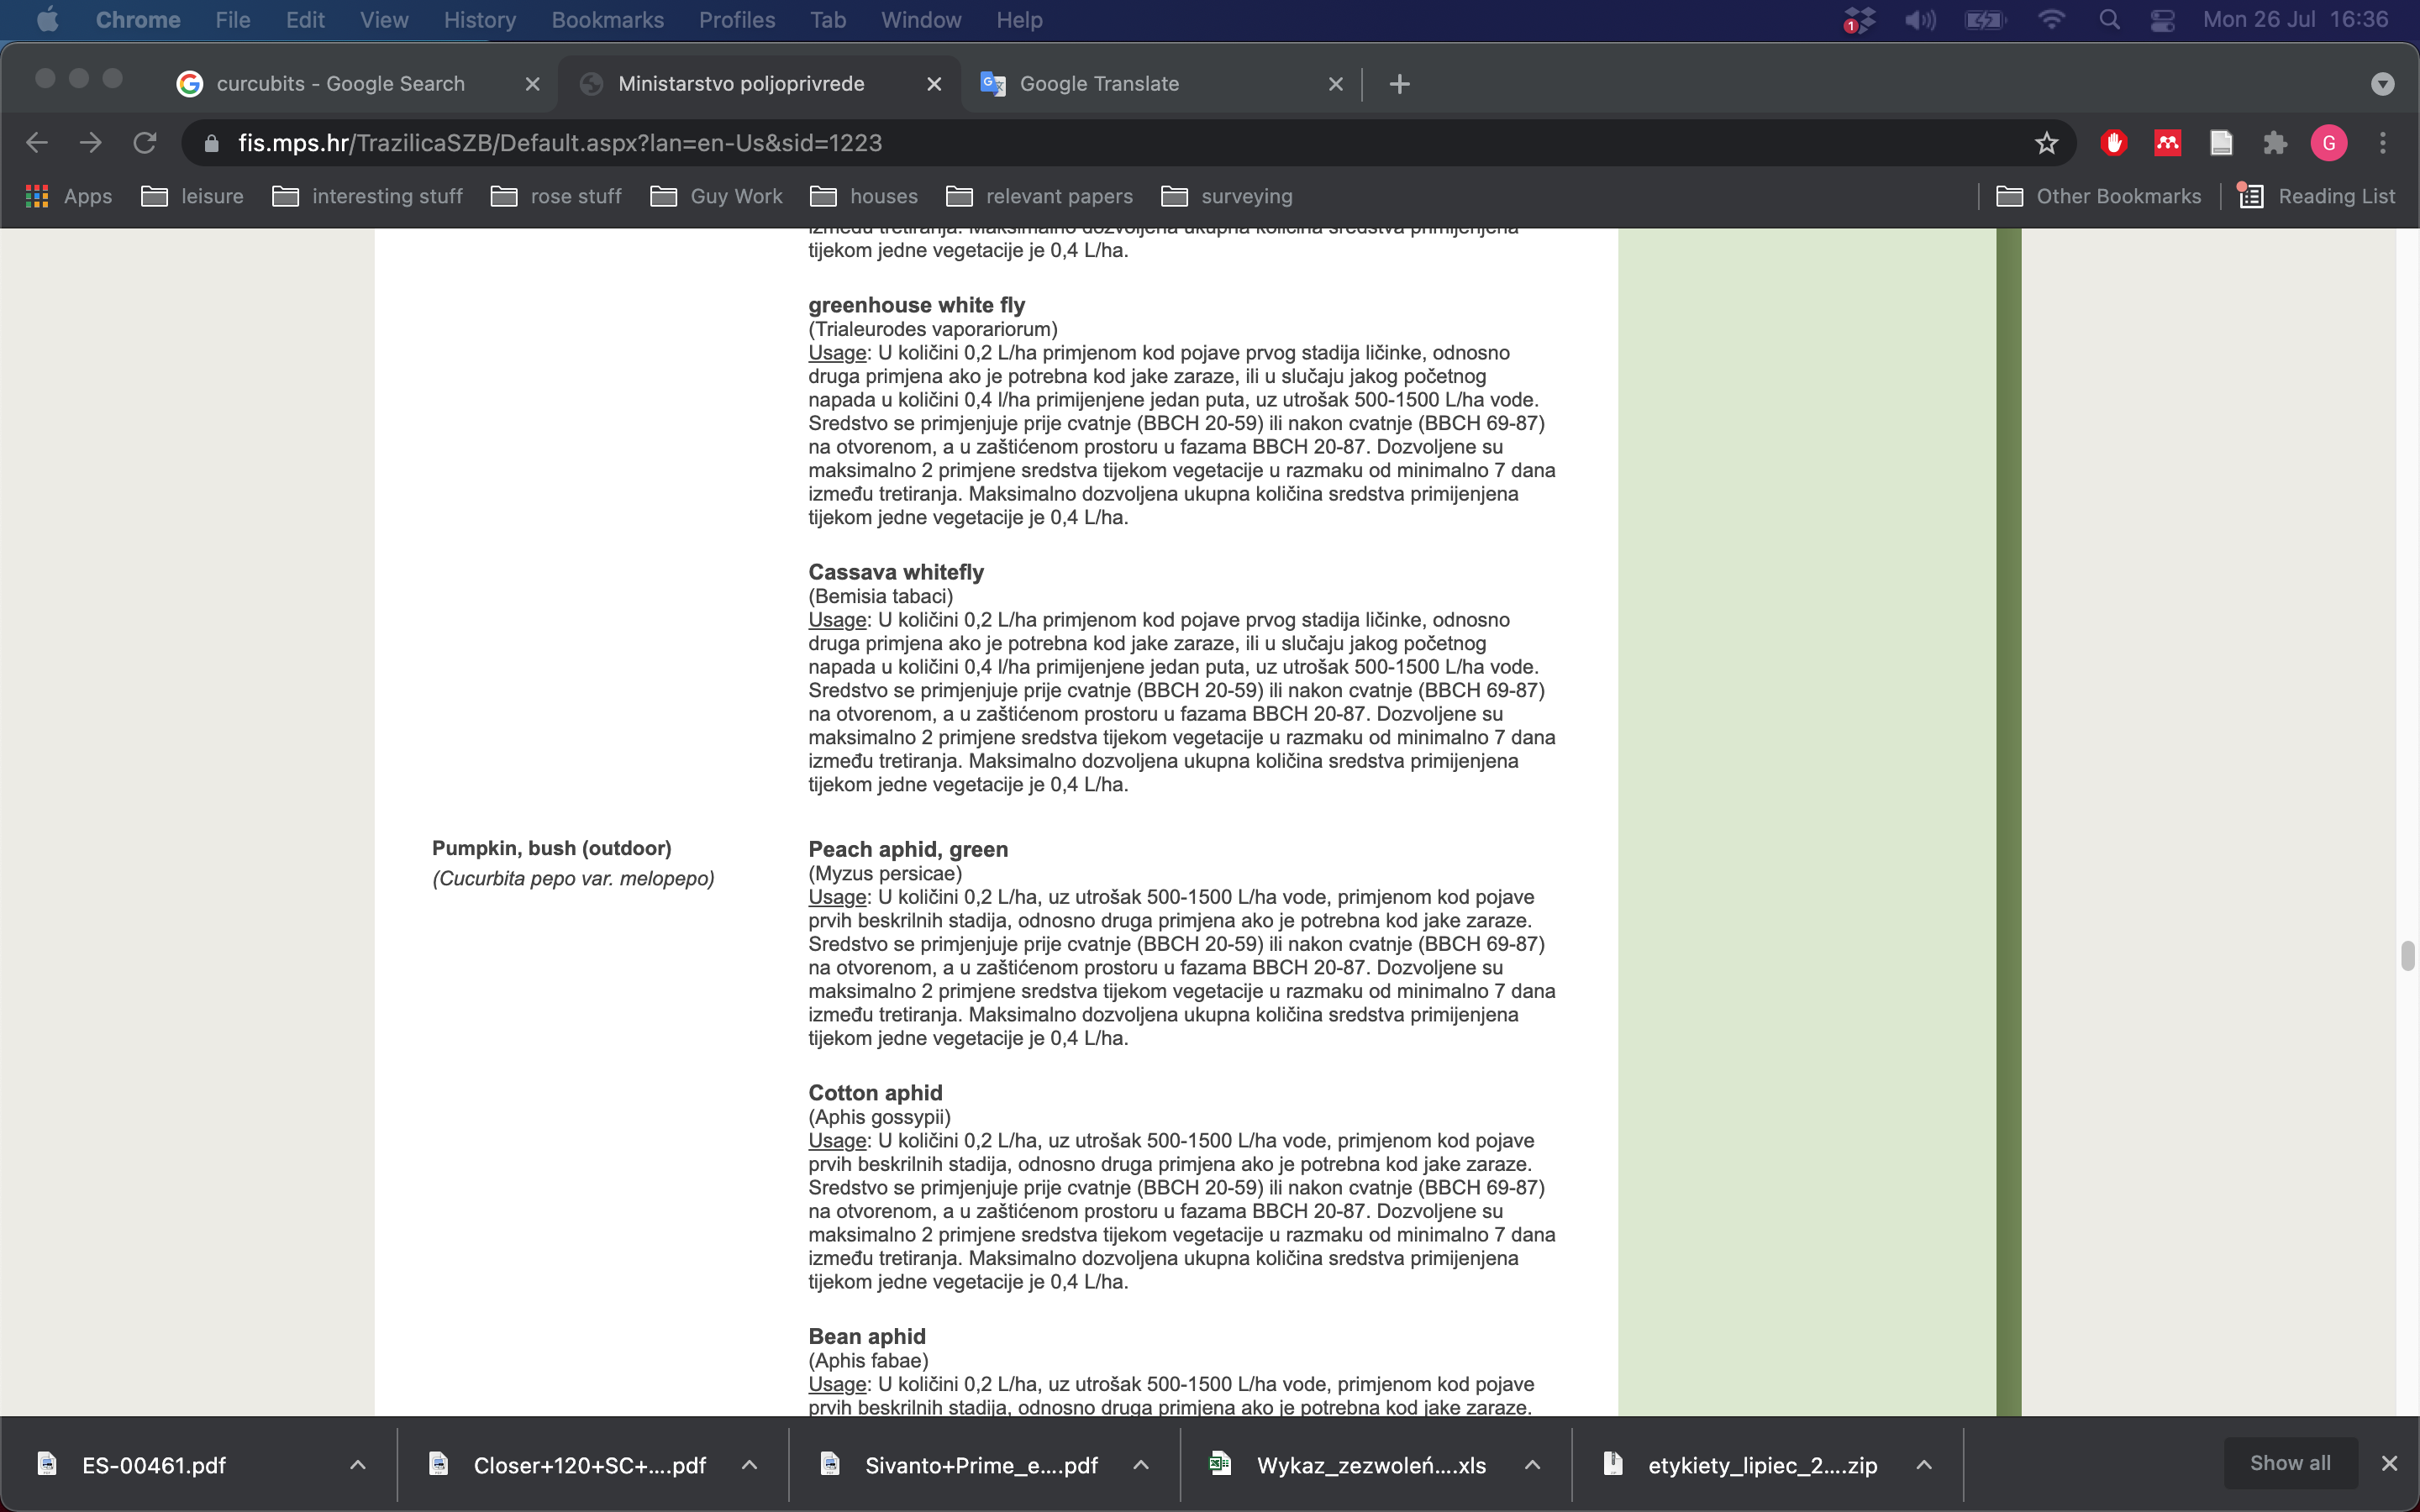 Chrome File Edit View History Bookmarks Profiles Tab Window Help 1 Mon 26 Jul 16:36
curcubits - Google Search Ministarstvo poljoprivrede Google Translate
fis.mps.hr/TrazilicaSZB/Default.aspx?lan=en-Us&sid=1223 G
Apps leisure interesting stuff rose stuff Guy Work houses relevant papers surveying Other Bookmarks Reading List
između tretiranja. Maksimalno dozvoljena ukupna količina sredstva primijenjena
tijekom jedne vegetacije je 0,4 L/ha.
greenhouse white fly
(Trialeurodes vaporariorum)
Usage: U količini 0,2 L/ha primjenom kod pojave prvog stadija ličinke, odnosno
druga primjena ako je potrebna kod jake zaraze, ili u slučaju jakog početnog
napada u količini 0,4 l/ha primijenjene jedan puta, uz utrošak 500-1500 L/ha vode.
Sredstvo se primjenjuje prije cvatnje (BBCH 20-59) ili nakon cvatnje (BBCH 69-87)
na otvorenom, a u zaštićenom prostoru u fazama BBCH 20-87. Dozvoljene su
maksimalno 2 primjene sredstva tijekom vegetacije u razmaku od minimalno 7 dana
između tretiranja. Maksimalno dozvoljena ukupna količina sredstva primijenjena
tijekom jedne vegetacije je 0,4 L/ha.
Cassava whitefly
(Bemisia tabaci)
Usage: U količini 0,2 L/ha primjenom kod pojave prvog stadija ličinke, odnosno
druga primjena ako je potrebna kod jake zaraze, ili u slučaju jakog početnog
napada u količini 0,4 l/ha primijenjene jedan puta, uz utrošak 500-1500 L/ha vode.
Sredstvo se primjenjuje prije cvatnje (BBCH 20-59) ili nakon cvatnje (BBCH 69-87)
na otvorenom, a u zaštićenom prostoru u fazama BBCH 20-87. Dozvoljene su
maksimalno 2 primjene sredstva tijekom vegetacije u razmaku od minimalno 7 dana
između tretiranja. Maksimalno dozvoljena ukupna količina sredstva primijenjena
tijekom jedne vegetacije je 0,4 L/ha.
Pumpkin, bush (outdoor)
(Cucurbita pepo var. melopepo)
Peach aphid, green
(Myzus persicae)
Usage: U količini 0,2 L/ha, uz utrošak 500-1500 L/ha vode, primjenom kod pojave
prvih beskrilnih stadija, odnosno druga primjena ako je potrebna kod jake zaraze.
Sredstvo se primjenjuje prije cvatnje (BBCH 20-59) ili nakon cvatnje (BBCH 69-87)
na otvorenom, a u zaštićenom prostoru u fazama BBCH 20-87. Dozvoljene su
maksimalno 2 primjene sredstva tijekom vegetacije u razmaku od minimalno 7 dana
između tretiranja. Maksimalno dozvoljena ukupna količina sredstva primijenjena
tijekom jedne vegetacije je 0,4 L/ha.
Cotton aphid
(Aphis gossypii)
Usage: U količini 0,2 L/ha, uz utrošak 500-1500 L/ha vode, primjenom kod pojave
prvih beskrilnih stadija, odnosno druga primjena ako je potrebna kod jake zaraze.
Sredstvo se primjenjuje prije cvatnje (BBCH 20-59) ili nakon cvatnje (BBCH 69-87)
na otvorenom, a u zaštićenom prostoru u fazama BBCH 20-87. Dozvoljene su
maksimalno 2 primjene sredstva tijekom vegetacije u razmaku od minimalno 7 dana
između tretiranja. Maksimalno dozvoljena ukupna količina sredstva primijenjena
tijekom jedne vegetacije je 0,4 L/ha.
Bean aphid
(Aphis fabae)
Usage: U količini 0,2 L/ha, uz utrošak 500-1500 L/ha vode, primjenom kod pojave
prvih beskrilnih stadija, odnosno druga primjena ako je potrebna kod jake zaraze.
ES-00461.pdf Closer+120+SC+....pdf Sivanto+Prime_e....pdf Wykaz_zezwoleń....xls etykiety_lipiec_2....zip Show all